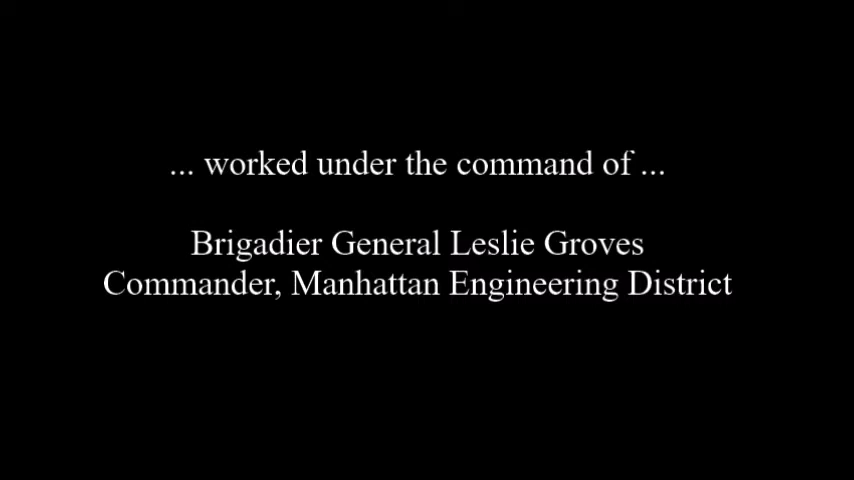 ... worked under the command of ...
Brigadier General Leslie Groves
Commander, Manhattan Engineering District